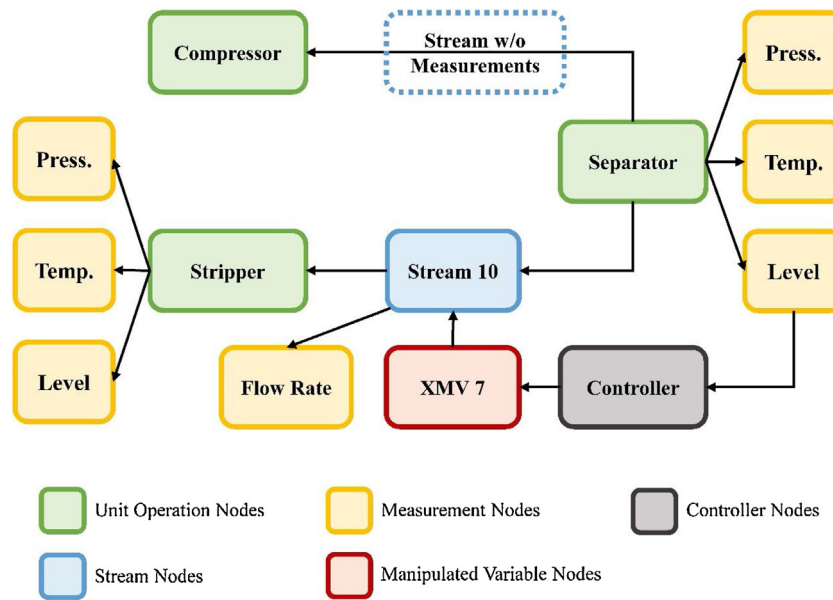 Compressor
Stream w/o
Measurements
Press.
Separator
Temp.
Level
Press.
Temp.
Level
Stripper
Stream 10
Flow Rate
XMV 7
Controller
Unit Operation Nodes
Measurement Nodes
Controller Nodes
Stream Nodes
Manipulated Variable Nodes